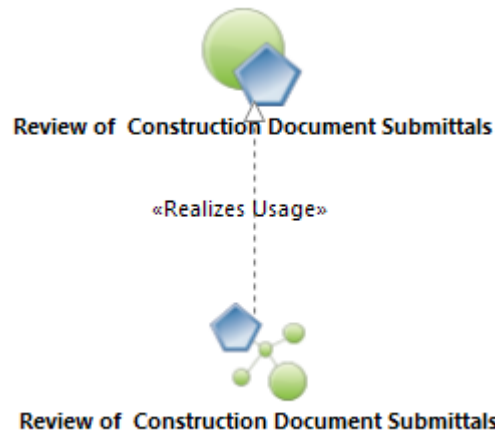 Review of  Construction Document Submittals
«Realizes Usage»
Review of  Construction Document Submittals